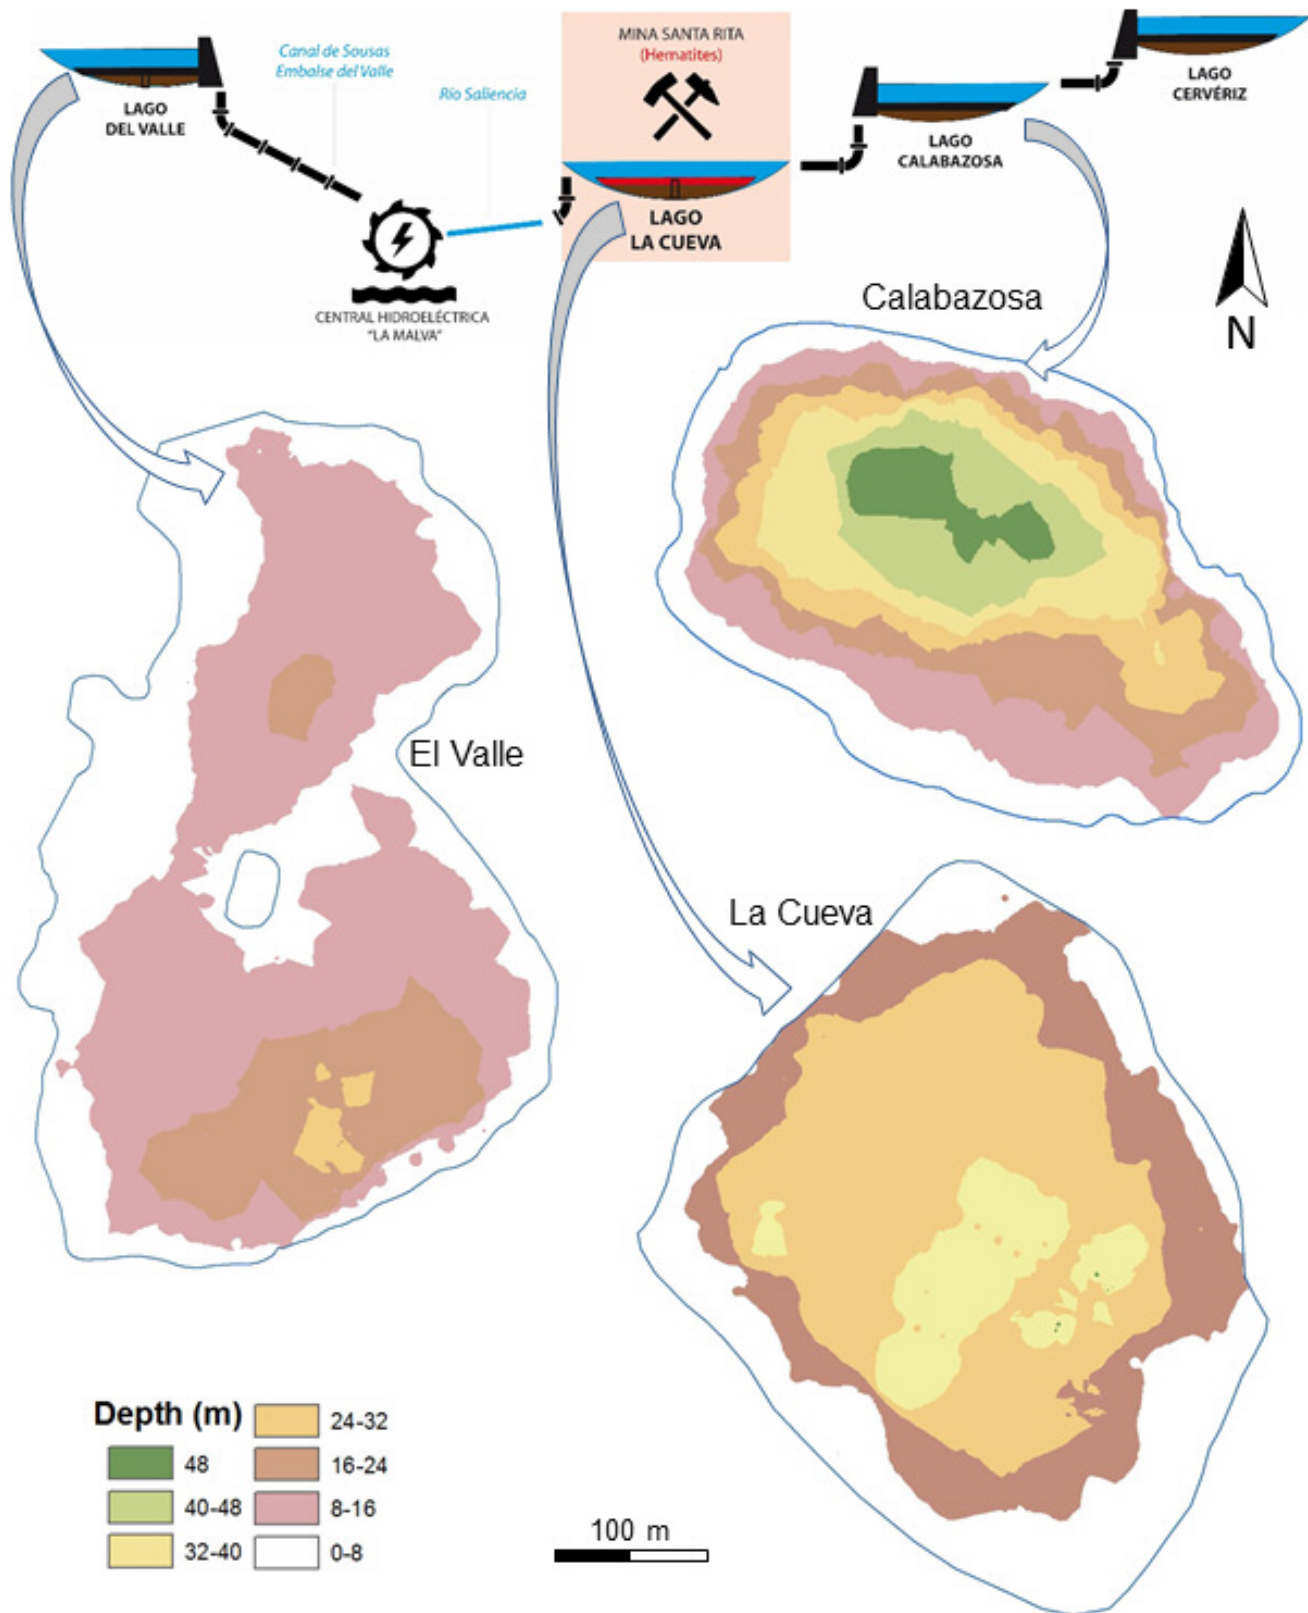 MINA SANTA RITA
(Hematites)
Canal de Sousas
Embalse del Valle
Río Saliencia
LAGO
DEL VALLE
LAGO
CERVÉRIZ
LAGO
CALABAZOSA
LAGO
LA CUEVA
CENTRAL HIDROELÉCTRICA
"LA MALVA"
Calabazosa
N
El Valle
La Cueva
Depth (m)
48
40-48
32-40
24-32
16-24
8-16
0-8
100 m